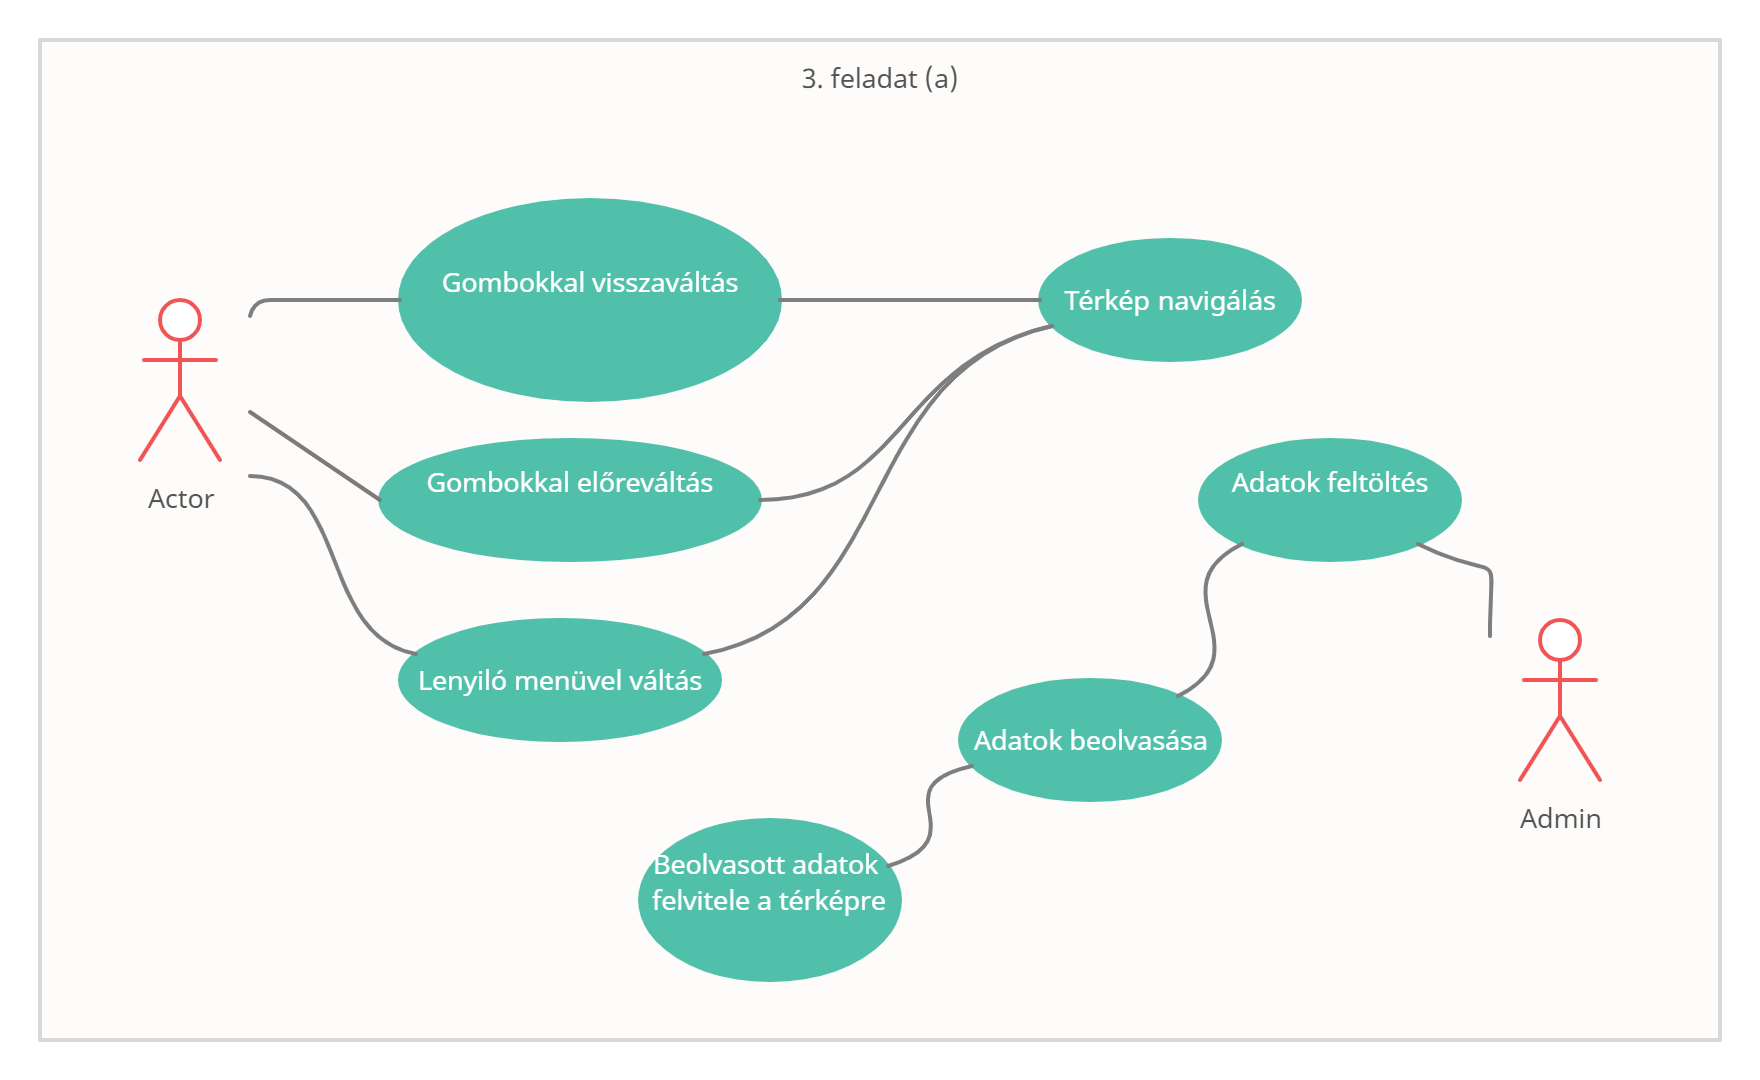 3. feladat (a)
Gombokkal visszaváltás
Térkép navigálás
Gombokkal előreváltás
Adatok feltöltés
Actor
Lenyiló menüvel váltás
Adatok beolvasása
Admin
Beolvasott adatok
felvitele a térképre